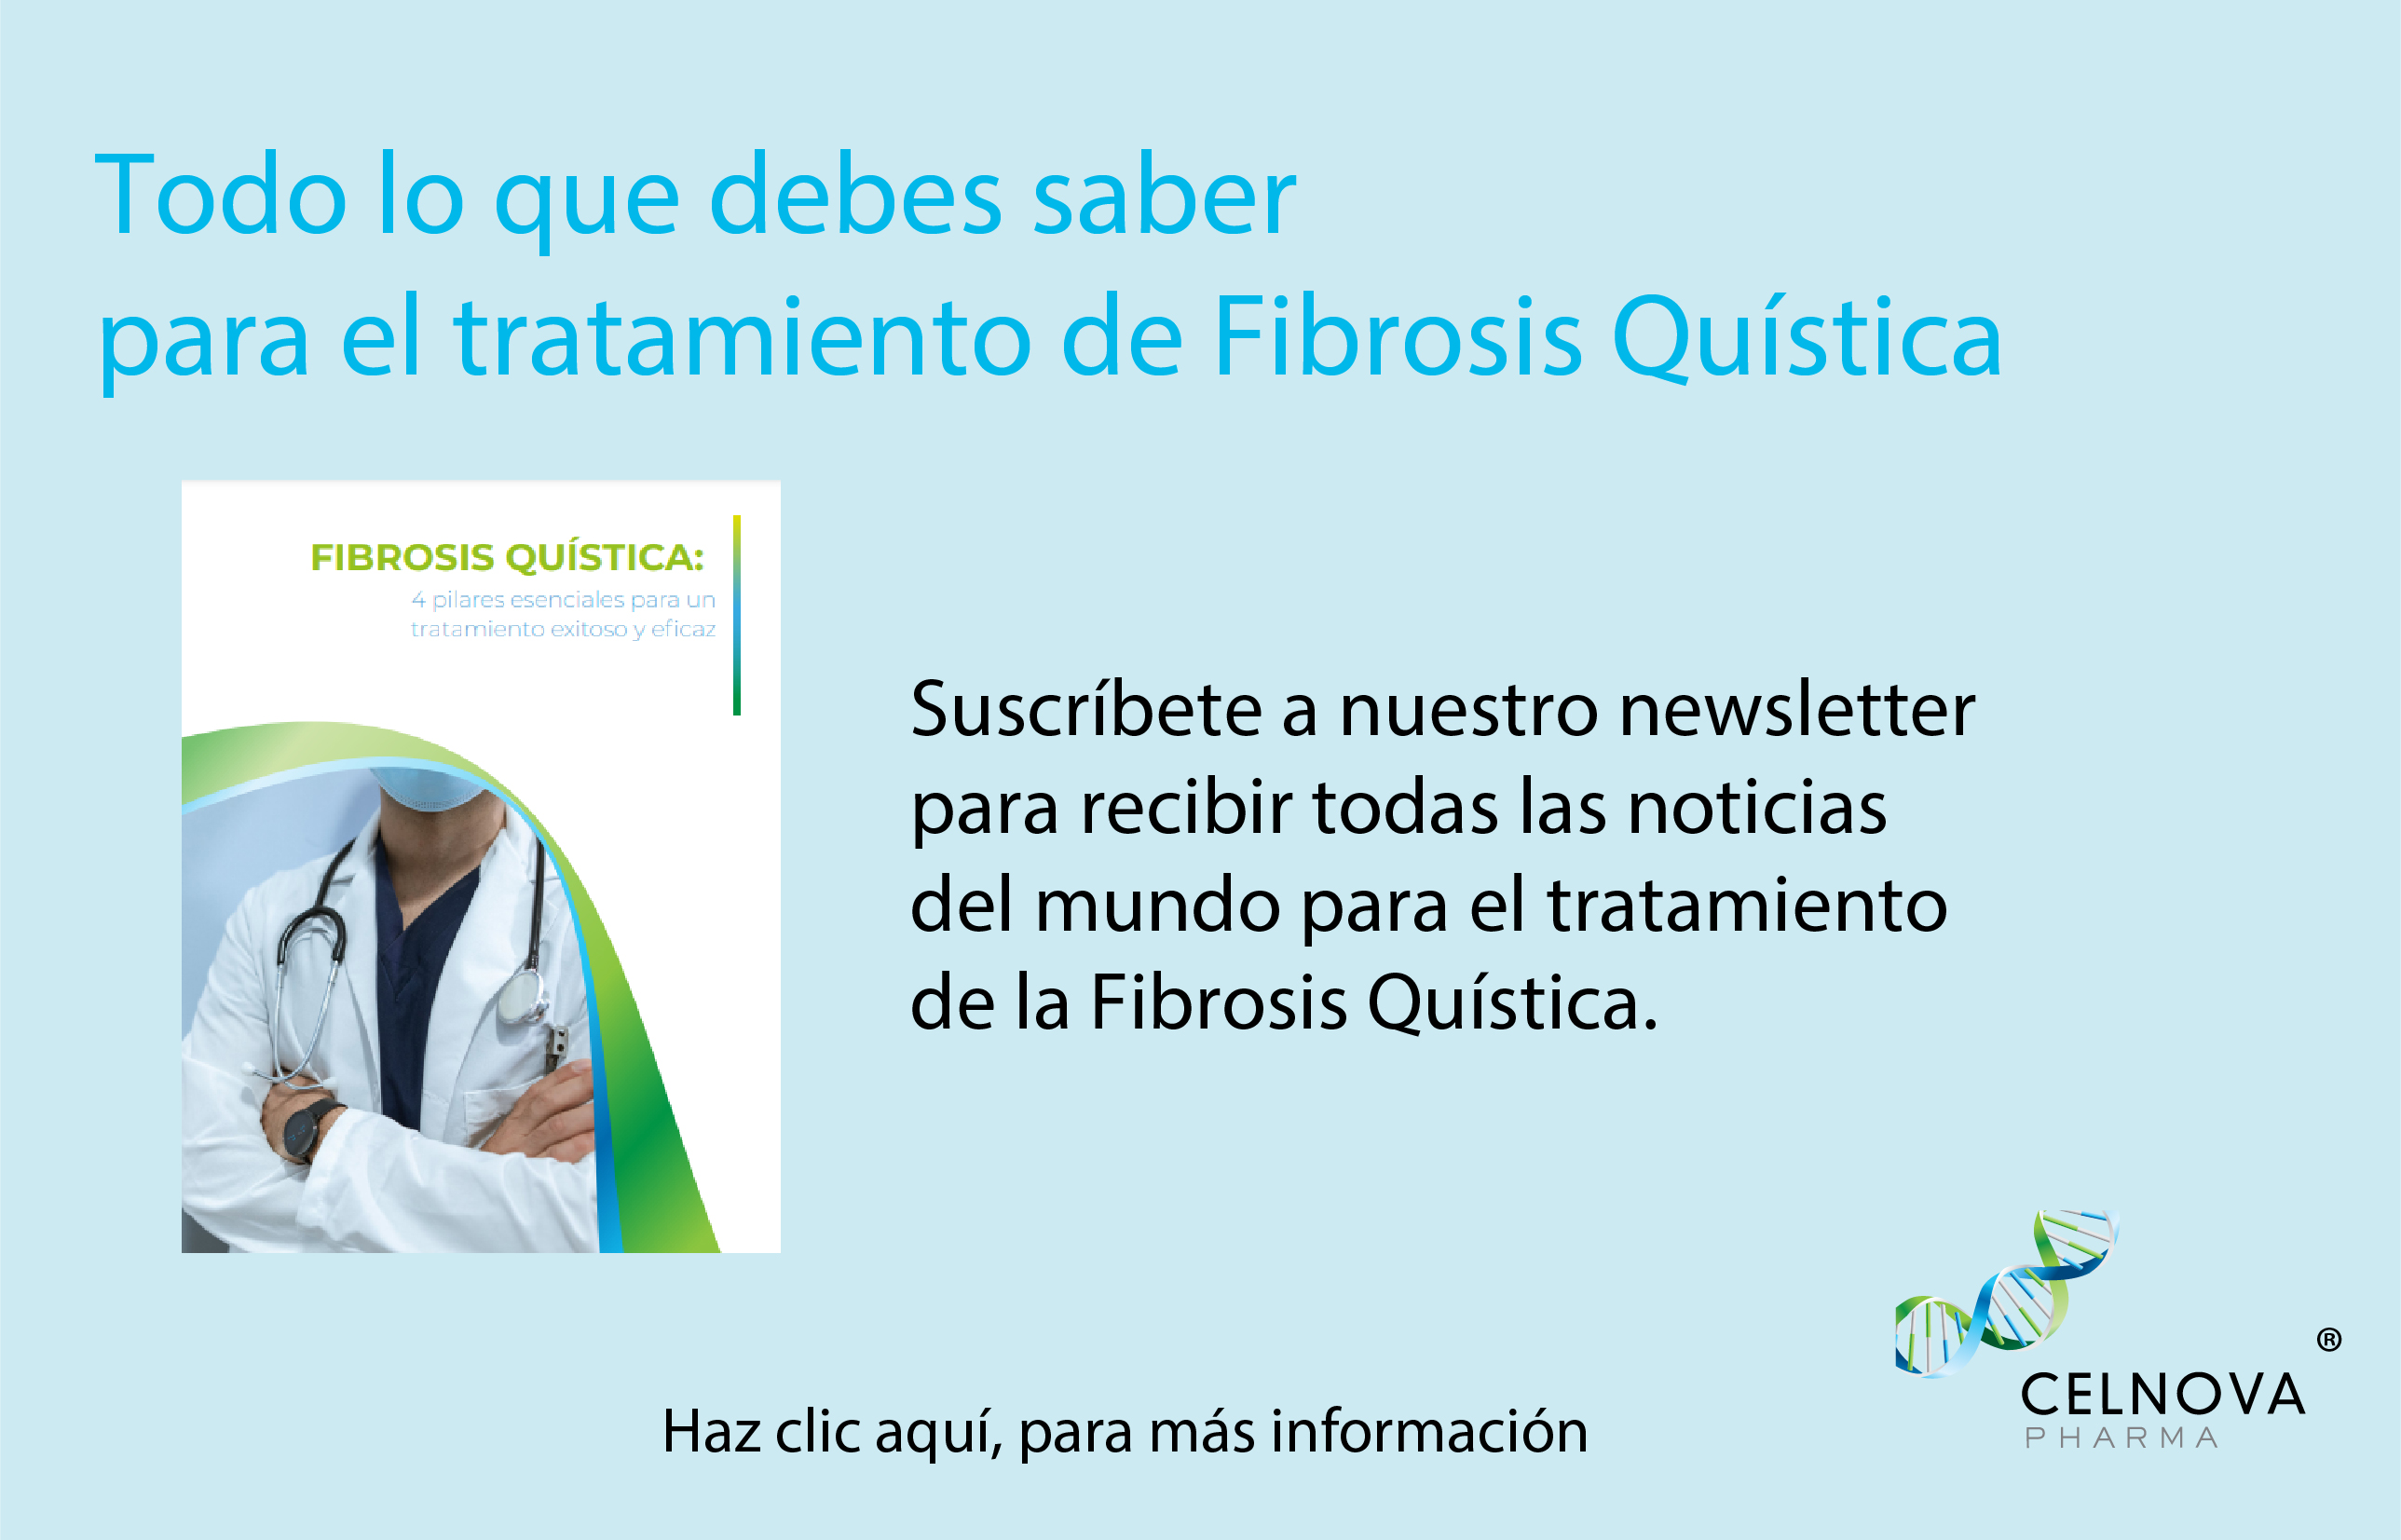 Todo lo que debes saber
para el tratamiento de Fibrosis Quística
FIBROSIS QUÍSTICA:
4 pilares esenciales para un
tratamiento exitoso y eficaz
Suscríbete a nuestro newsletter
para recibir todas las noticias
del mundo para el tratamiento
de la Fibrosis Quística.
Haz clic aquí, para más información
CELNOVA ®
PHARMA